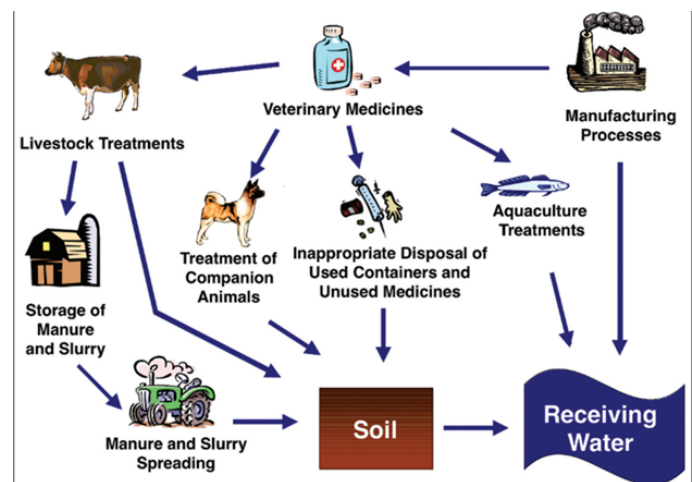 Veterinary Medicines
Manufacturing
Processes
Livestock Treatments
Aquaculture
Treatments
Treatment of
Companion
Animals
Inappropriate Disposal of
Used Containers and
Unused Medicines
Storage of
Manure
and Slurry
Manure and Slurry
Spreading
Soil
Receiving
Water